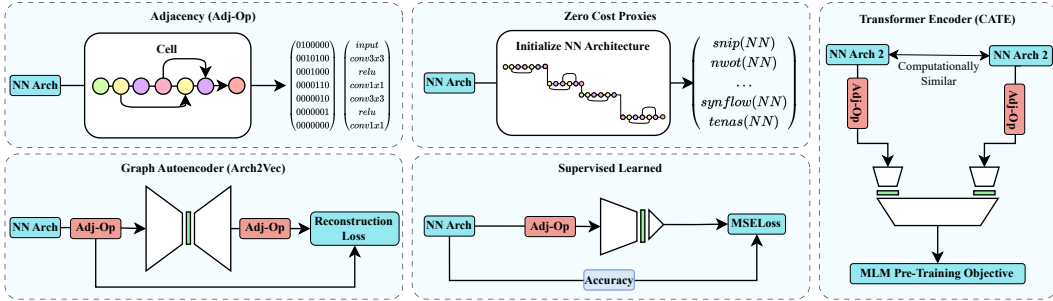 Adjacency (Adj-Op)
NN Arch
Cell
0100000
0010100
0001000
0000110
0000010
0000001
0000000
input
conv3x3
relu
conv1x1
conv3x3
relu
conv1x1
Zero Cost Proxies
NN Arch
Initialize NN Architecture
snip(NN)
nwot(NN)
...
synflow(NN)
tenas(NN)
Transformer Encoder (CATE)
NN Arch 2
NN Arch 2
Computationally
Similar
Adj-Op
Adj-Op
MLM Pre-Training Objective
Graph Autoencoder (Arch2Vec)
NN Arch
Adj-Op
Adj-Op
Reconstruction
Loss
Supervised Learned
NN Arch
Adj-Op
MSELoss
Accuracy